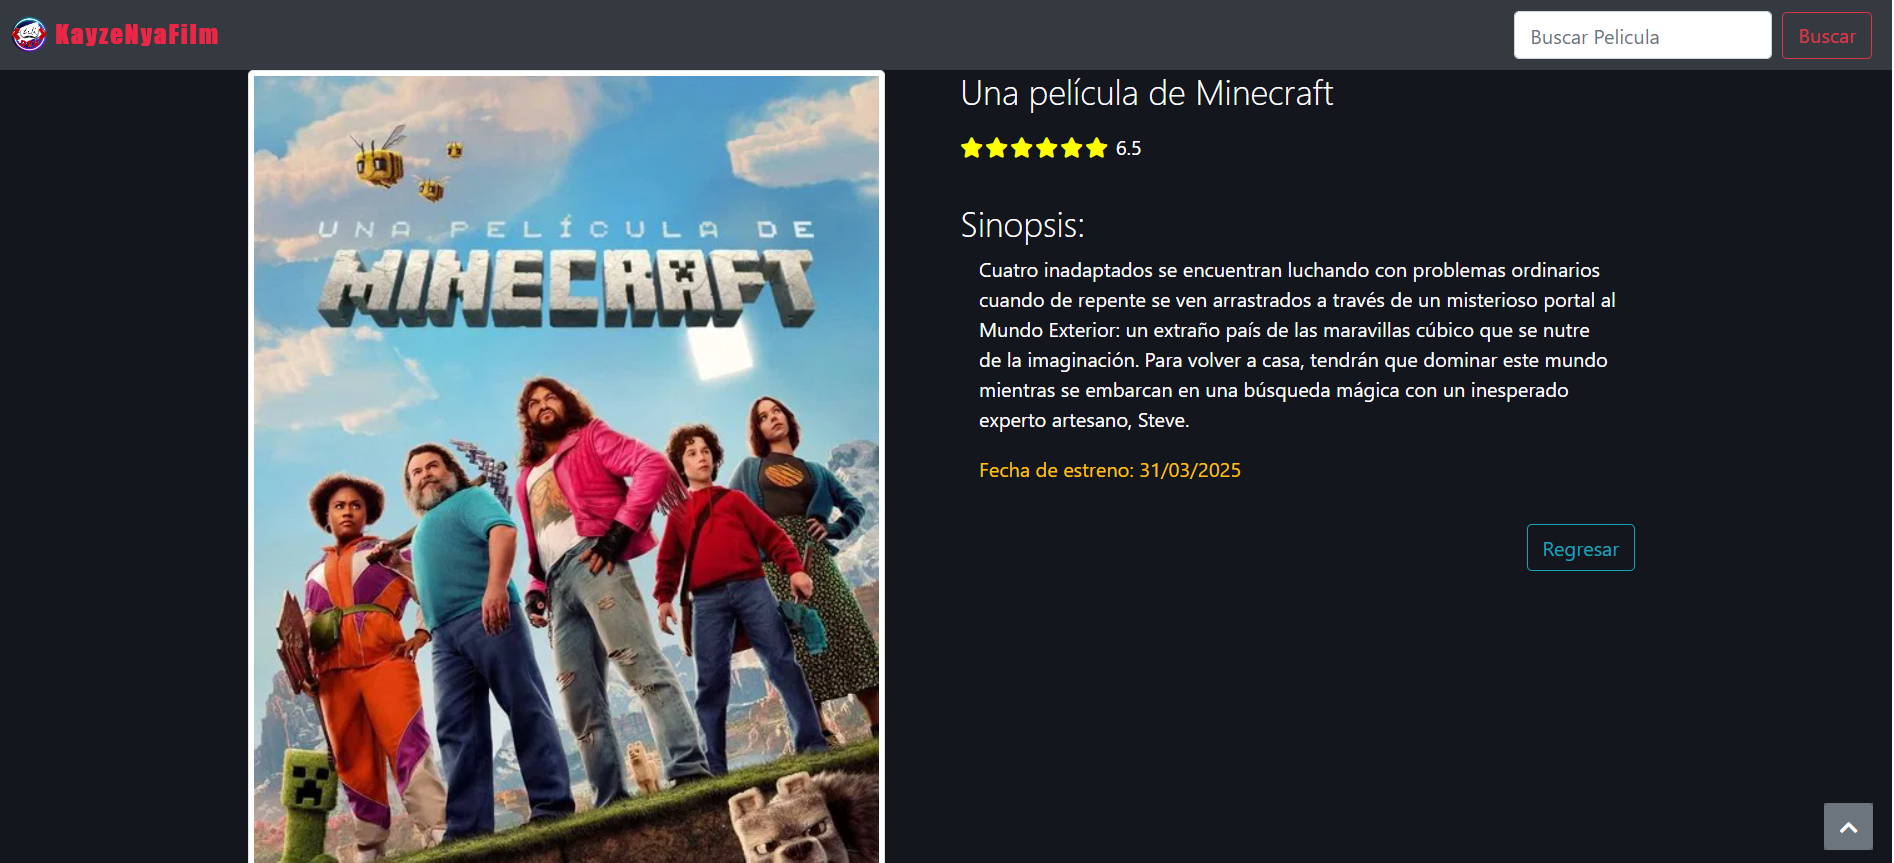 KayzeNyaFilm
Buscar Pelicula
Buscar
UNA PELÍCULA DE
MINECRAFT
Una película de Minecraft
6.5
Sinopsis:
Cuatro inadaptados se encuentran luchando con problemas ordinarios
cuando de repente se ven arrastrados a través de un misterioso portal al
Mundo Exterior: un extraño país de las maravillas cúbico que se nutre
de la imaginación. Para volver a casa, tendrán que dominar este mundo
mientras se embarcan en una búsqueda mágica con un inesperado
experto artesano, Steve.
Fecha de estreno: 31/03/2025
Regresar